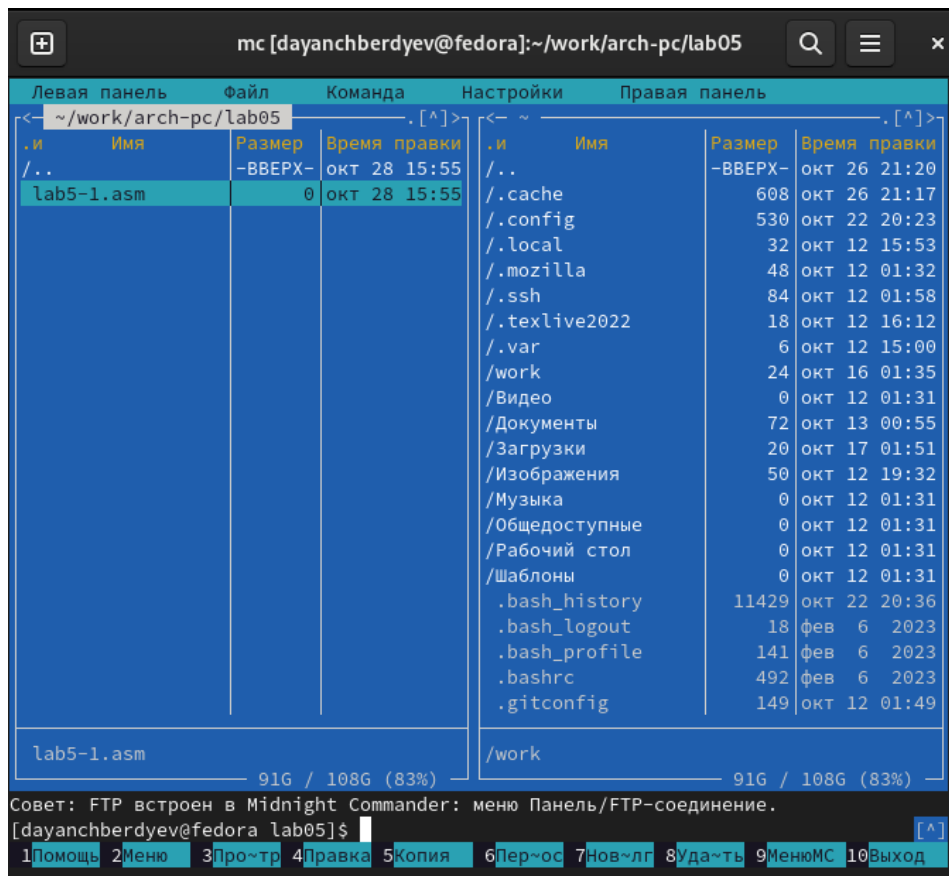 mc [dayanchberdyev@fedora]:~/work/arch-pc/lab05
Левая панель Файл Команда Настройки Правая панель
<─ ~/work/arch-pc/lab05 ─.[^]>
.и Имя Размер Время правки
/.. -ВВЕРХ- окт 28 15:55
lab5-1.asm 0 окт 28 15:55
lab5-1.asm
91G / 108G (83%)
<─ ~ ─.[^]>
.и Имя Размер Время правки
/.. -ВВЕРХ- окт 26 21:20
/.cache 608 окт 26 21:17
/.config 530 окт 22 20:23
/.local 32 окт 12 15:53
/.mozilla 48 окт 12 01:32
/.ssh 84 окт 12 01:58
/.texlive2022 18 окт 12 16:12
/.var 6 окт 12 15:00
/work 24 окт 16 01:35
/Видео 0 окт 12 01:31
/Документы 72 окт 13 00:55
/Загрузки 20 окт 17 01:51
/Изображения 50 окт 12 19:32
/Музыка 0 окт 12 01:31
/Общедоступные 0 окт 12 01:31
/Рабочий стол 0 окт 12 01:31
/Шаблоны 0 окт 12 01:31
.bash_history 11429 окт 22 20:36
.bash_logout 18 фев 6 2023
.bash_profile 141 фев 6 2023
.bashrc 492 фев 6 2023
.gitconfig 149 окт 12 01:49
/work
91G / 108G (83%)
Совет: FTP встроен в Midnight Commander: меню Панель/FTP-соединение.
[dayanchberdyev@fedora lab05]$ [^]
1Помощь 2Меню 3Про~тр 4Правка 5Копия 6Пер~ос 7Нов~лг 8Уда~ть 9МенюMC 10Выход